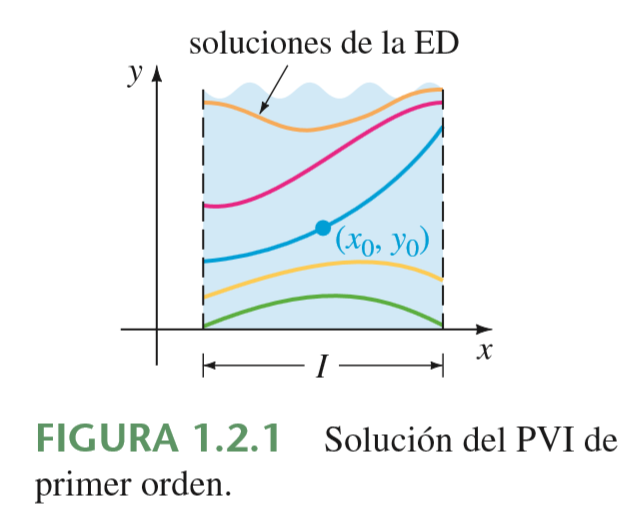 soluciones de la ED
y
(x₀, y₀)
x
I
FIGURA 1.2.1 Solución del PVI de
primer orden.